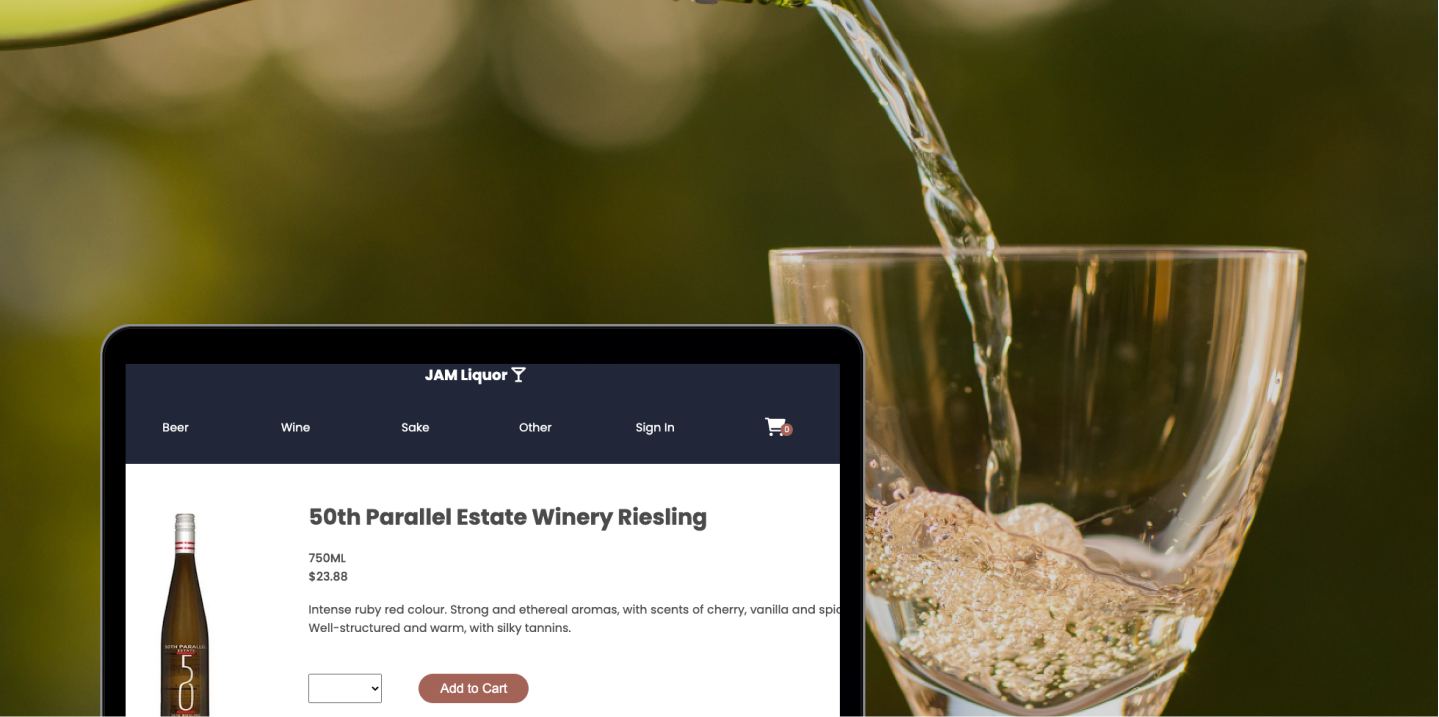 JAM Liquor
Beer Wine Sake Other Sign In 0
50th Parallel Estate Winery Riesling
750ML
$23.88
Intense ruby red colour. Strong and ethereal aromas, with scents of cherry, vanilla and spic
Well-structured and warm, with silky tannins.
Add to Cart
50TH PARALLEL
ESTATE
50